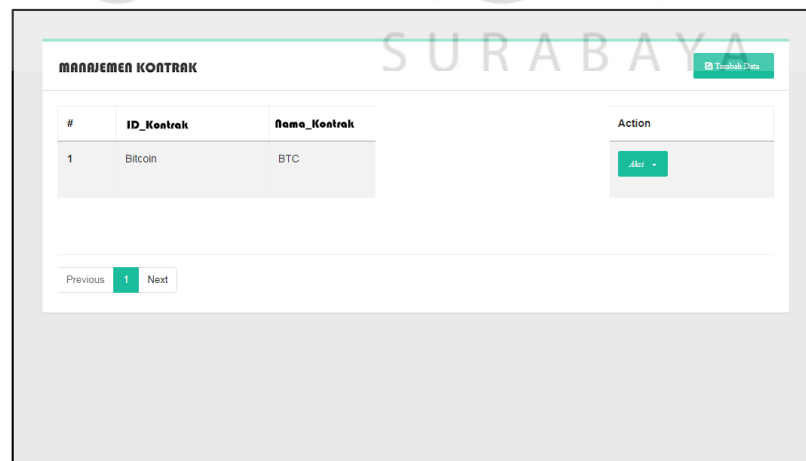 SURABAYA
MANAJEMEN KONTRAK
Tambah Data
# ID_Kontrak Nama_Kontrak Action
1 Bitcoin BTC Aksi
Previous 1 Next